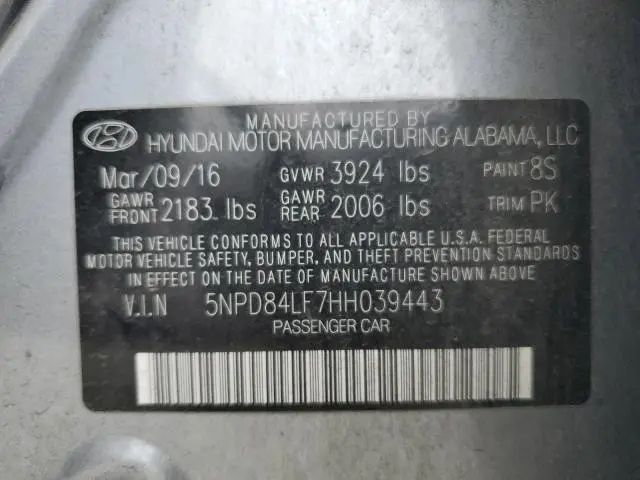 MANUFACTURED BY
HYUNDAI MOTOR MANUFACTURING ALABAMA, LLC
Mar/09/16 GVWR 3924 lbs PAINT 8S
GAWR FRONT 2183 lbs GAWR REAR 2006 lbs TRIM PK
THIS VEHICLE CONFORMS TO ALL APPLICABLE U.S.A. FEDERAL
MOTOR VEHICLE SAFETY, BUMPER, AND THEFT PREVENTION STANDARDS
IN EFFECT ON THE DATE OF MANUFACTURE SHOWN ABOVE.
V.I.N 5NPD84LF7HH039443
PASSENGER CAR